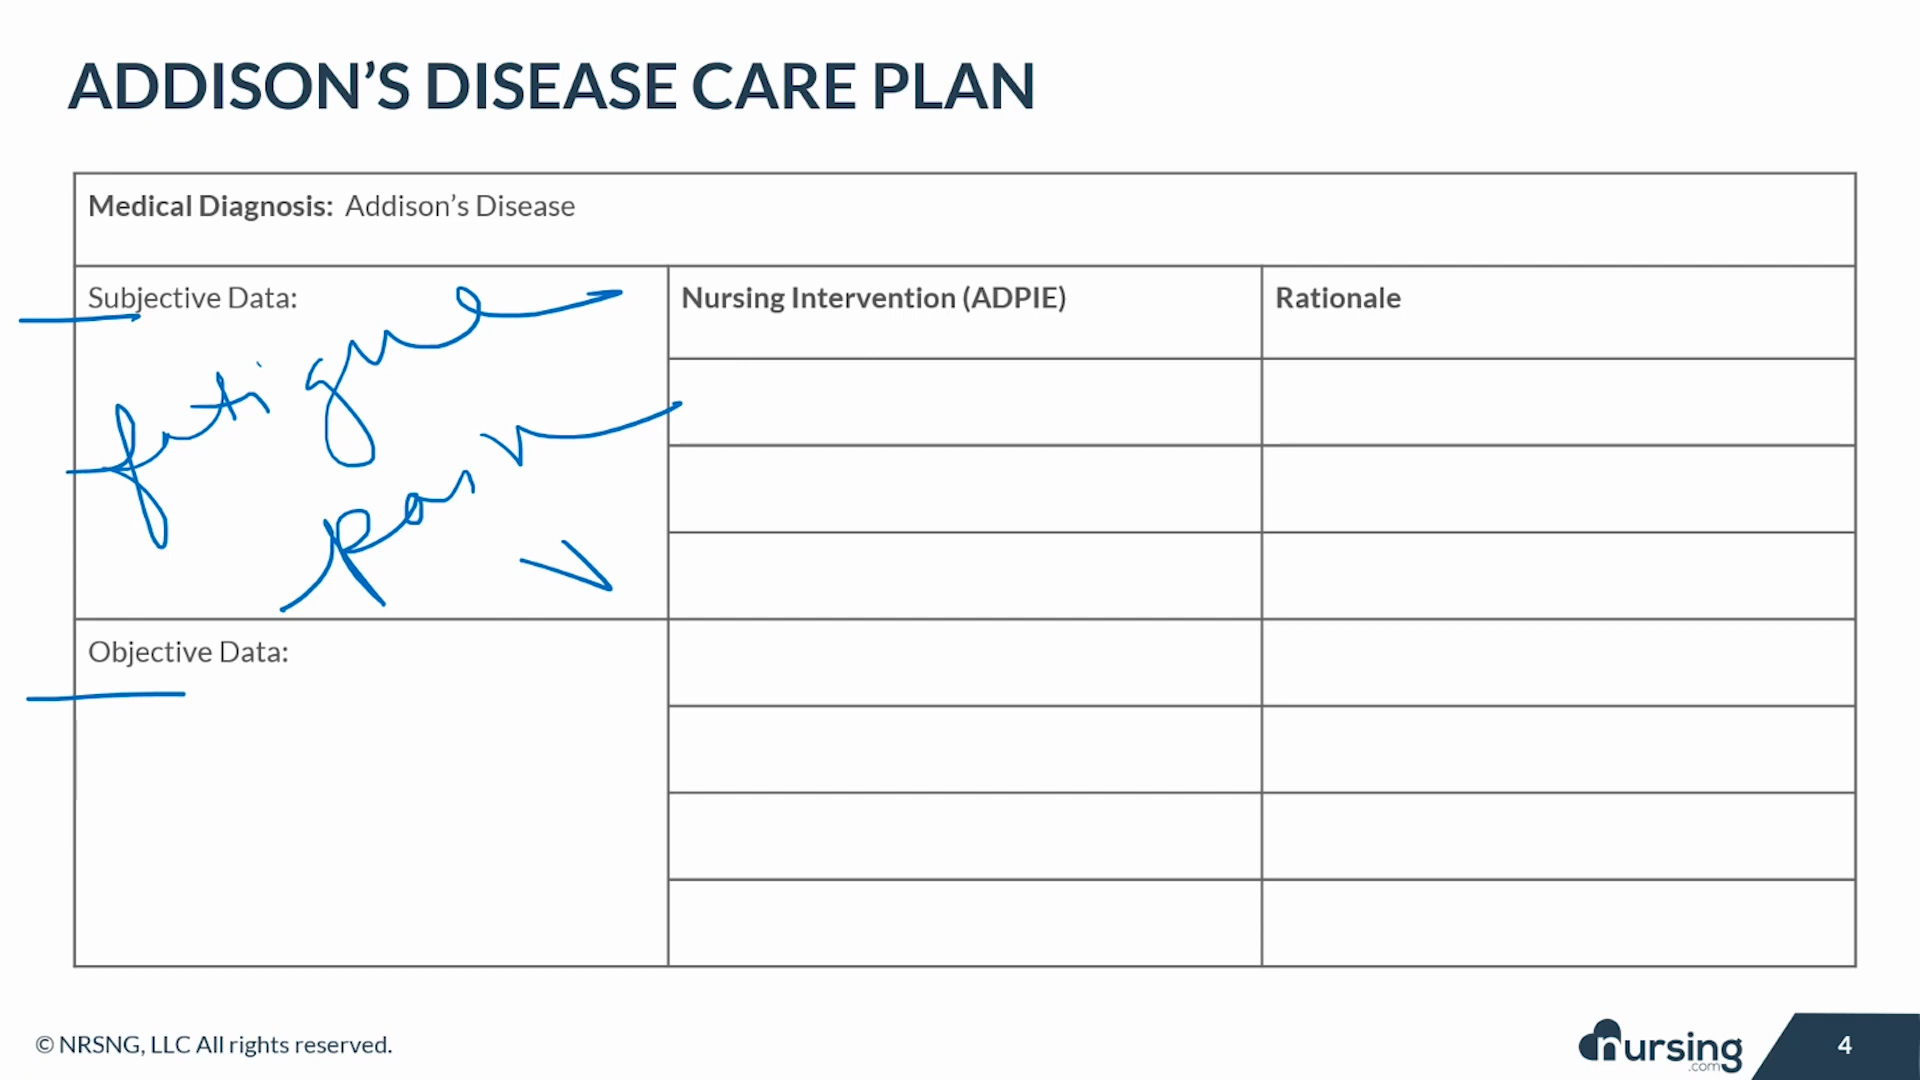 ADDISON’S DISEASE CARE PLAN
Medical Diagnosis: Addison’s Disease
Subjective Data:
fatigue
pain
Nursing Intervention (ADPIE)
Rationale
Objective Data:
© NRSNG, LLC All rights reserved.
nursing
.com
4